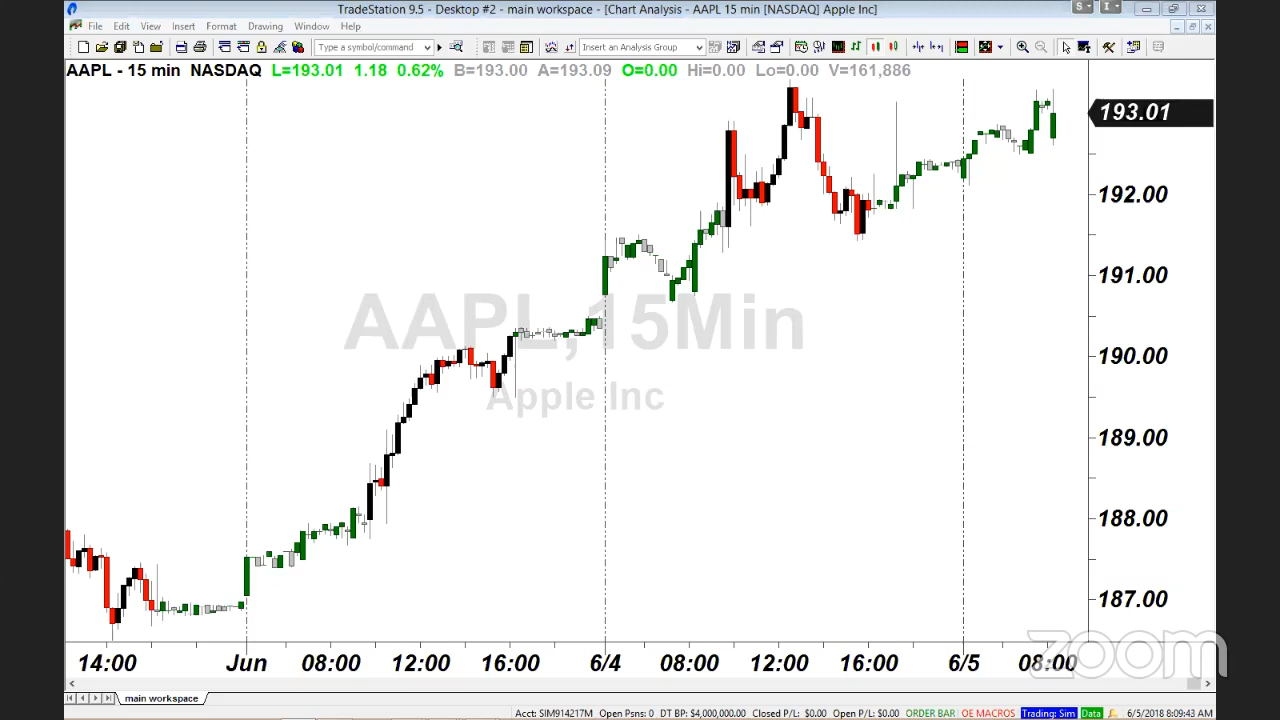 TradeStation 9.5 - Desktop #2 - main workspace - [Chart Analysis - AAPL 15 min [NASDAQ] Apple Inc]
S
I
File Edit View Insert Format Drawing Window Help
Type a symbol/command
Insert an Analysis Group
AAPL - 15 min NASDAQ L=193.01 1.18 0.62% B=193.00 A=193.09 O=0.00 Hi=0.00 Lo=0.00 V=161,886
193.01
192.00
191.00
AAPL,15Min
190.00
Apple Inc
189.00
188.00
187.00
zoom
14:00 Jun 08:00 12:00 16:00 6/4 08:00 12:00 16:00 6/5 08:00
main workspace
Acct: SIM914217M Open Psns: 0 DT BP: $4,000,000.00 Closed P/L: $0.00 Open P/L: $0.00 ORDER BAR OE MACROS Trading: Sim Data 6/5/2018 8:09:43 AM